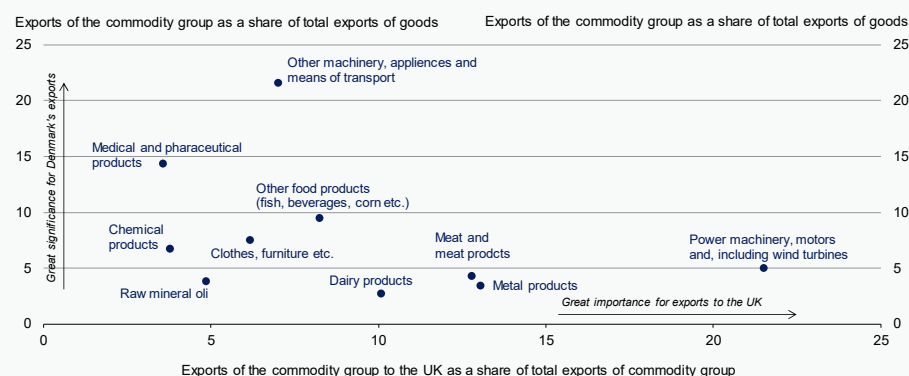 Exports of the commodity group as a share of total exports of goods
Exports of the commodity group as a share of total exports of goods
25
25
Other machinery, appliences and
means of transport
20
20
Great significance for Denmark's exports
Medical and pharaceutical
products
15
15
Other food products
(fish, beverages, corn etc.)
10
10
Chemical
products
Clothes, furniture etc.
Meat and
meat prodcts
Power machinery, motors
and, including wind turbines
5
5
Raw mineral oli
Dairy products
Metal products
Great importance for exports to the UK
0
0
0
5
10
15
20
25
Exports of the commodity group to the UK as a share of total exports of commodity group